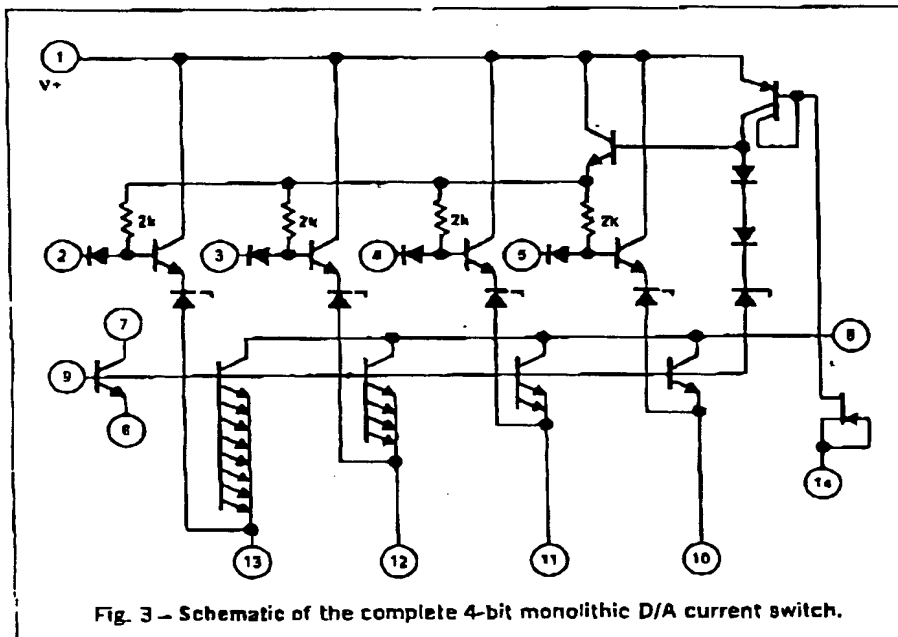 1
V+
2k
2k
2k
2K
2
3
4
5
7
8
9
6
14
13
12
11
10
Fig. 3 – Schematic of the complete 4-bit monolithic D/A current switch.